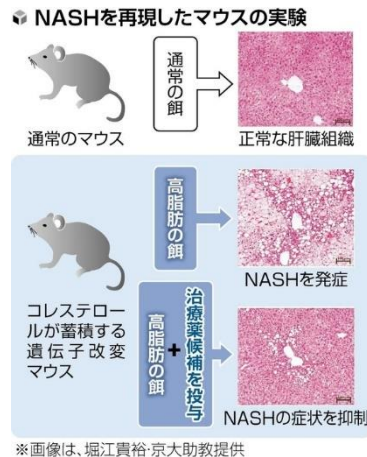 NASHを再現したマウスの実験
通常のマウス
通常の餌
正常な肝臓組織
コレステロー
ルが蓄積する
遺伝子改変
マウス
高脂肪の餌
NASHを発症
高脂肪の餌
+
治療薬候補を投与
NASHの症状を抑制
※画像は、堀江貴裕・京大助教提供